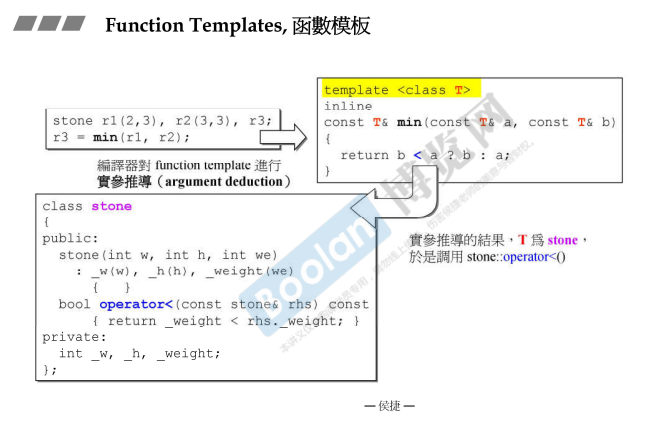 Function Templates, 函數模板
stone r1(2,3), r2(3,3), r3;
r3 = min(r1, r2);
編譯器對 function template 進行
實參推導（argument deduction）
template <class T>
inline
const T& min(const T& a, const T& b)
{
return b < a ? b : a;
}
class stone
{
public:
stone(int w, int h, int we)
: _w(w), _h(h), _weight(we)
{ }
bool operator<(const stone& rhs) const
{ return _weight < rhs._weight; }
private:
int _w, _h, _weight;
};
實參推導的結果，T 為 stone，
於是調用 stone::operator<()
Boolan
博览网
— 侯捷 —